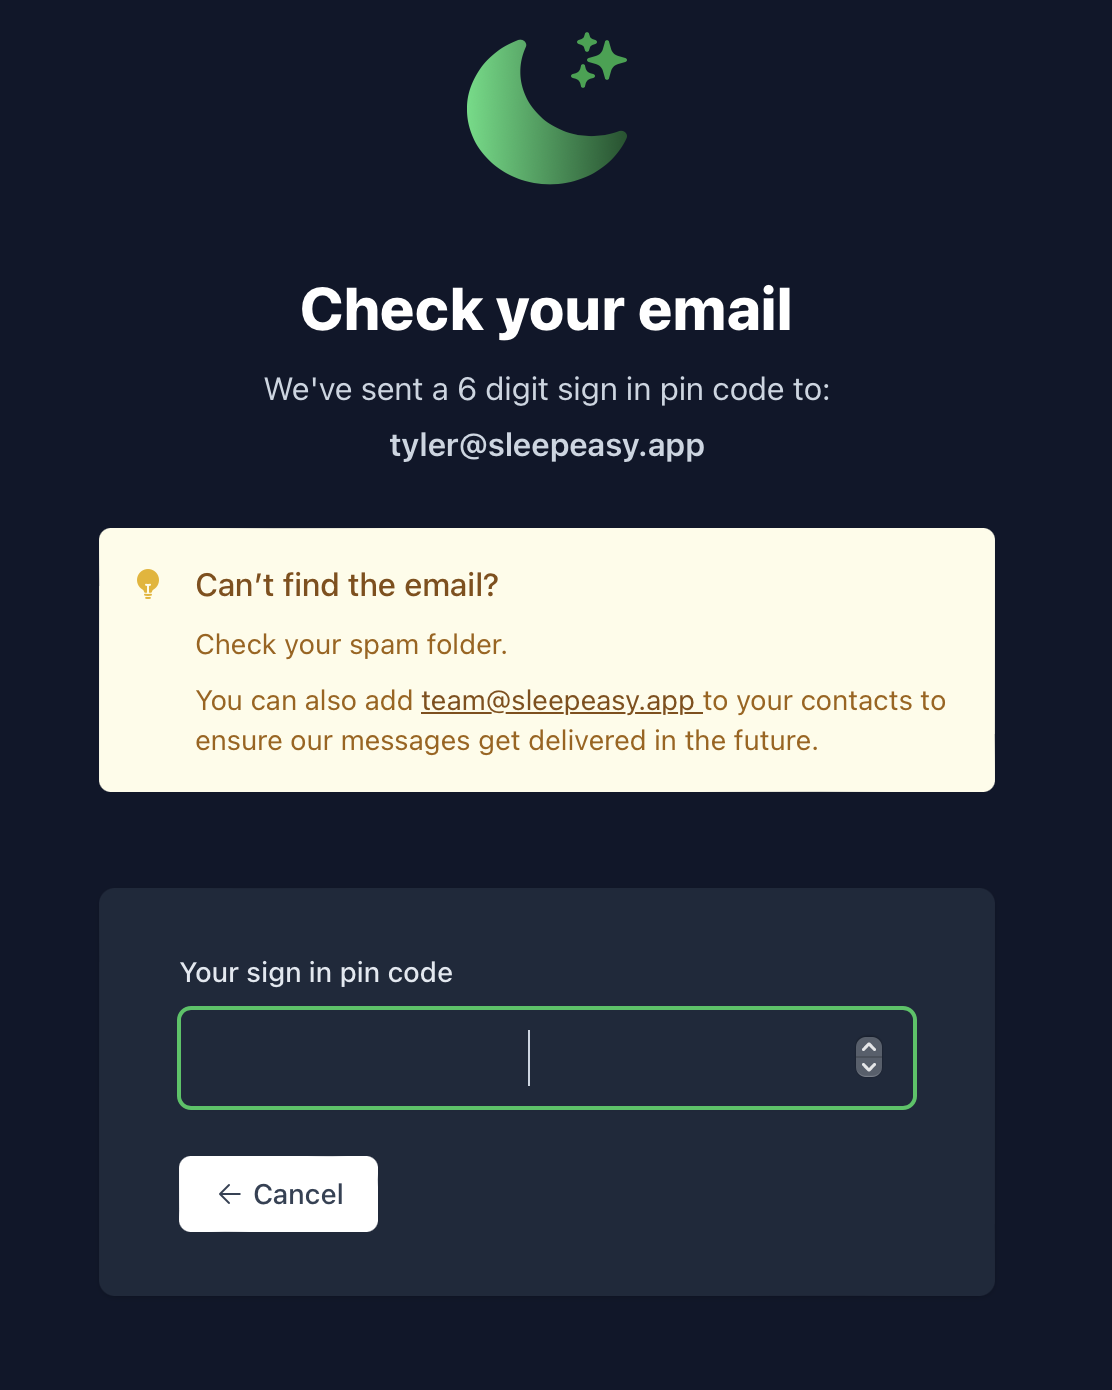 Check your email
We've sent a 6 digit sign in pin code to:
tyler@sleepeasy.app
Can’t find the email?
Check your spam folder.
You can also add team@sleepeasy.app to your contacts to
ensure our messages get delivered in the future.
Your sign in pin code
← Cancel